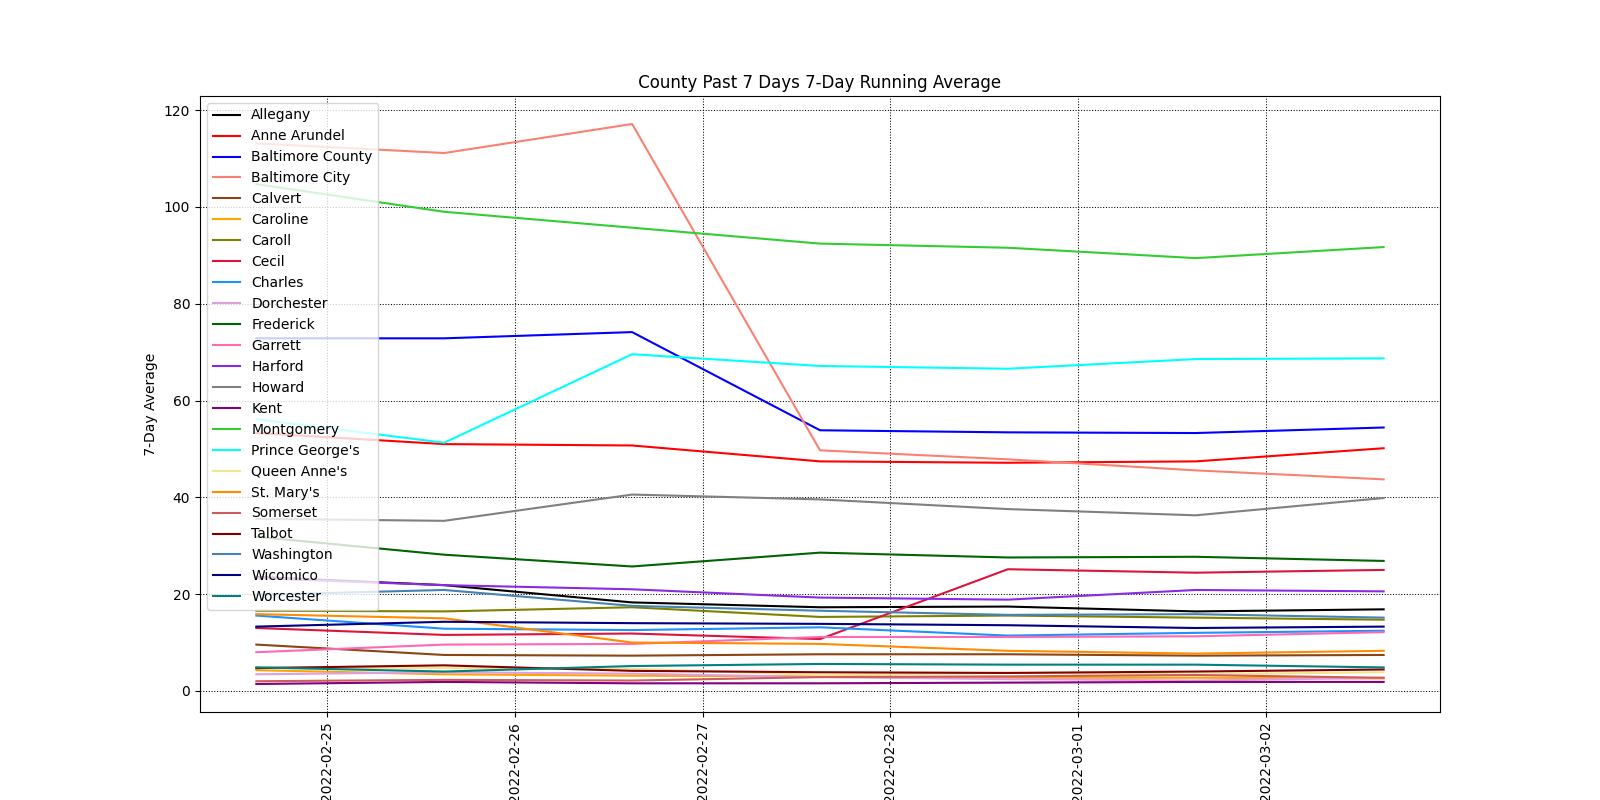 County Past 7 Days 7-Day Running Average
120
100
80
60
40
20
0
7-Day Average
Allegany
Anne Arundel
Baltimore County
Baltimore City
Calvert
Caroline
Caroll
Cecil
Charles
Dorchester
Frederick
Garrett
Harford
Howard
Kent
Montgomery
Prince George's
Queen Anne's
St. Mary's
Somerset
Talbot
Washington
Wicomico
Worcester
2022-02-25
2022-02-26
2022-02-27
2022-02-28
2022-03-01
2022-03-02